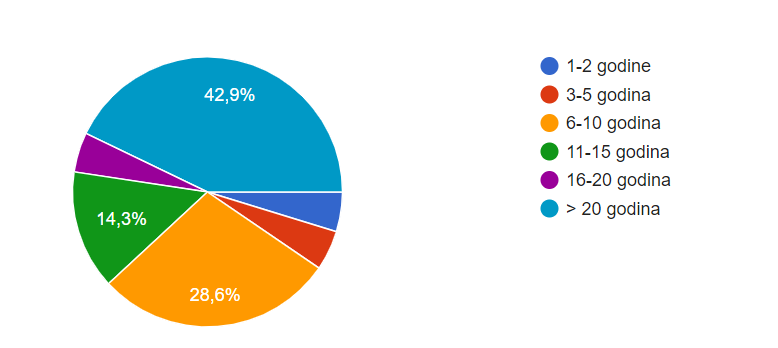 42,9%
14,3%
28,6%
1-2 godine
3-5 godina
6-10 godina
11-15 godina
16-20 godina
> 20 godina